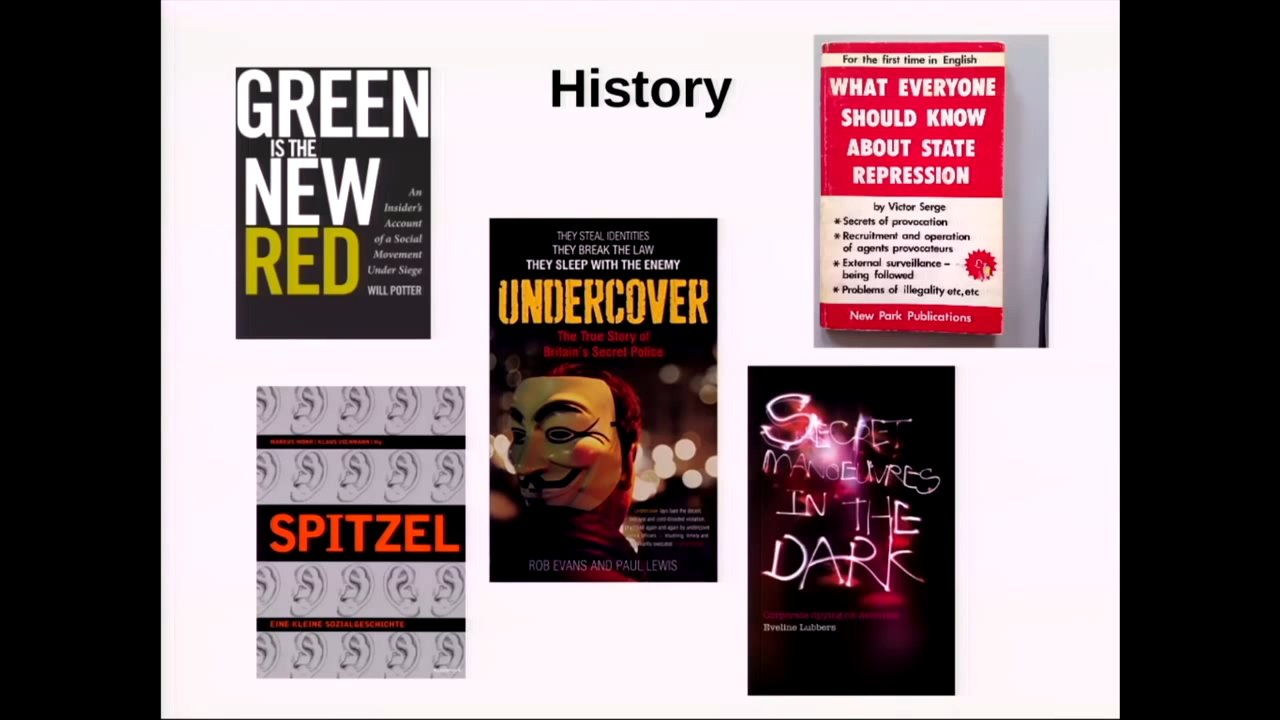 History
GREEN
IS THE
NEW
RED
An
Insider's
Account
of a Social
Movement
Under Siege
WILL POTTER
For the first time in English
WHAT EVERYONE
SHOULD KNOW
ABOUT STATE
REPRESSION
by Victor Serge
* Secrets of provocation
* Recruitment and operation
of agents provocateurs
* External surveillance –
being followed
* Problems of illegality etc, etc
New Park Publications
THEY STEAL IDENTITIES
THEY BREAK THE LAW
THEY SLEEP WITH THE ENEMY
UNDERCOVER
The True Story of
Britain's Secret Police
ROB EVANS AND PAUL LEWIS
SPITZEL
EINE KLEINE SOZIALGESCHICHTE
SECRET
MANOEUVRES
IN THE
DARK
Corporate Spying on Activists
Eveline Lubbers